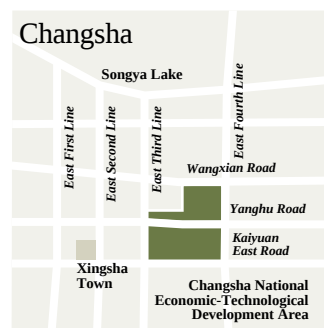 Changsha
Songya Lake
East First Line
East Second Line
East Third Line
East Fourth Line
Wangxian Road
Yanghu Road
Kaiyuan
East Road
Xingsha
Town
Changsha National
Economic-Technological
Development Area